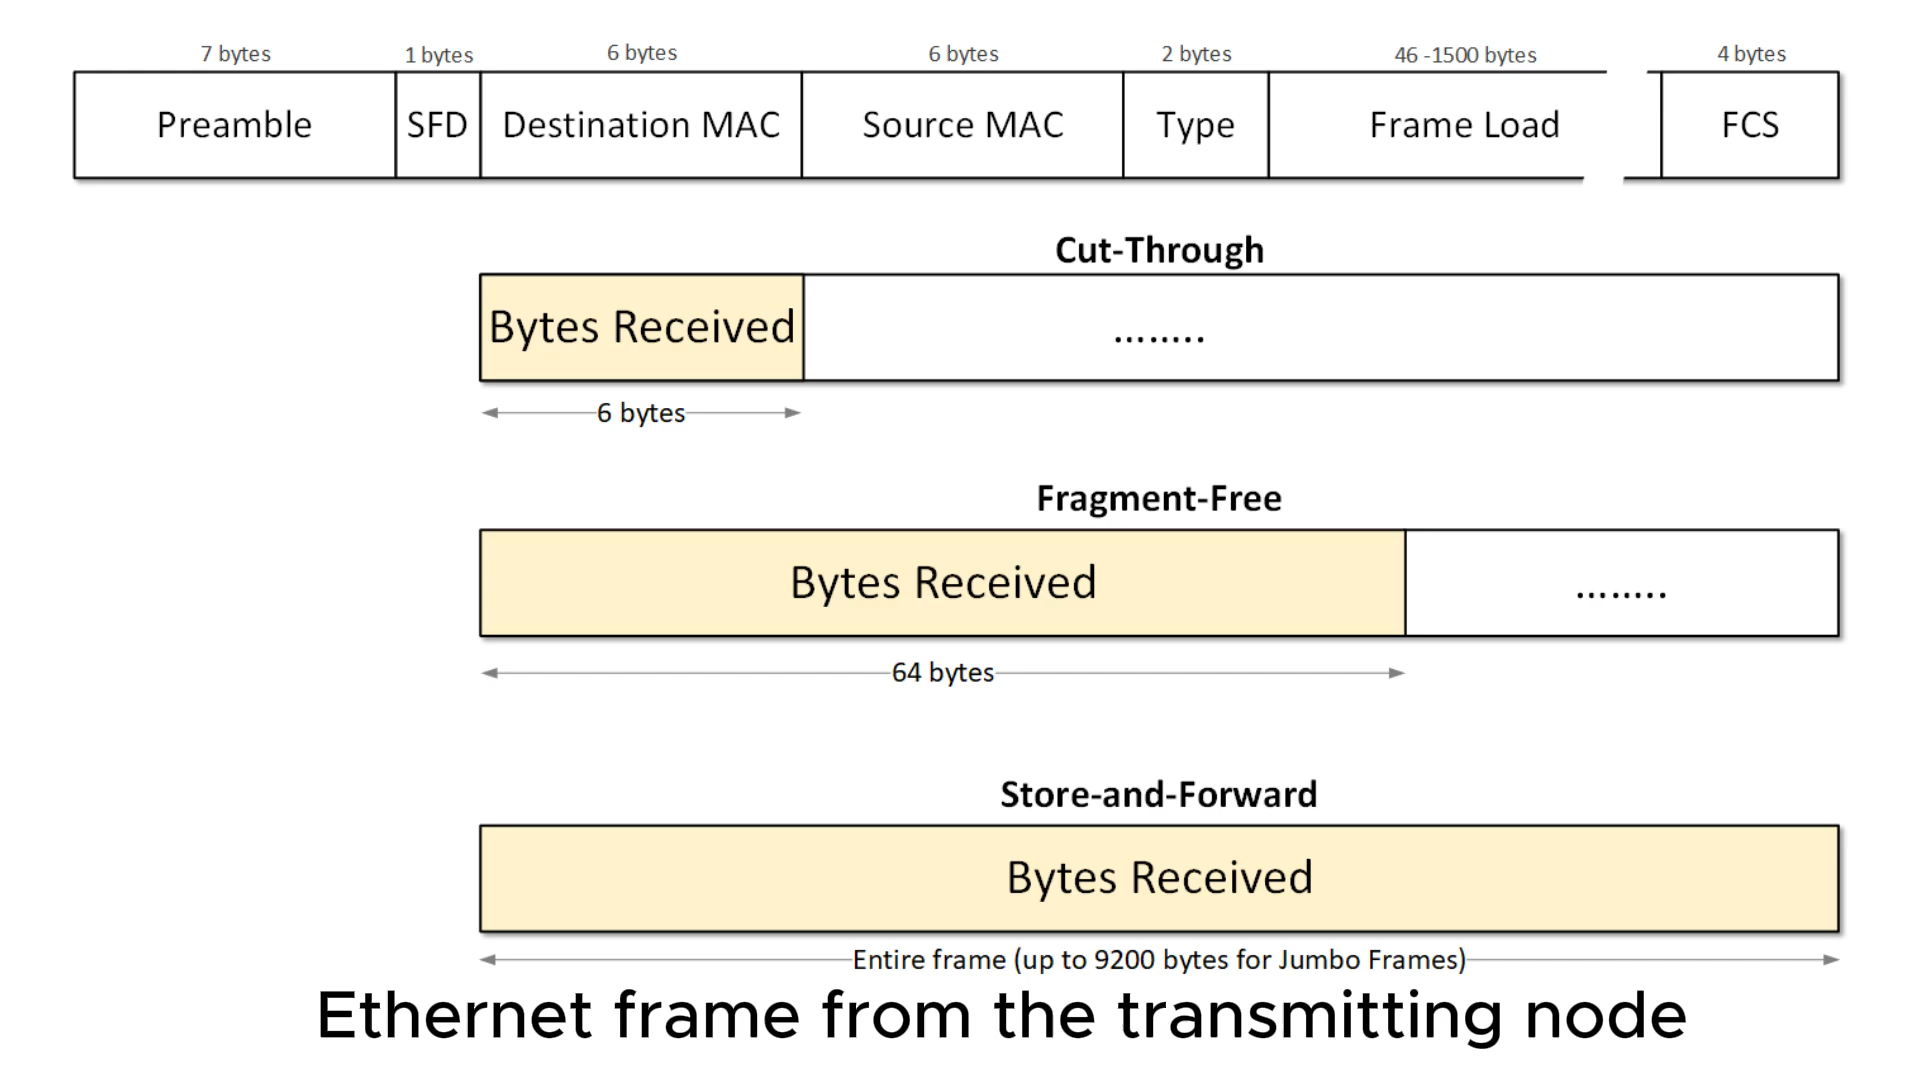 7 bytes 1 bytes 6 bytes 6 bytes 2 bytes 46 -1500 bytes 4 bytes
Preamble SFD Destination MAC Source MAC Type Frame Load FCS
Cut-Through
Bytes Received ........
6 bytes
Fragment-Free
Bytes Received ........
64 bytes
Store-and-Forward
Bytes Received
Entire frame (up to 9200 bytes for Jumbo Frames)
Ethernet frame from the transmitting node